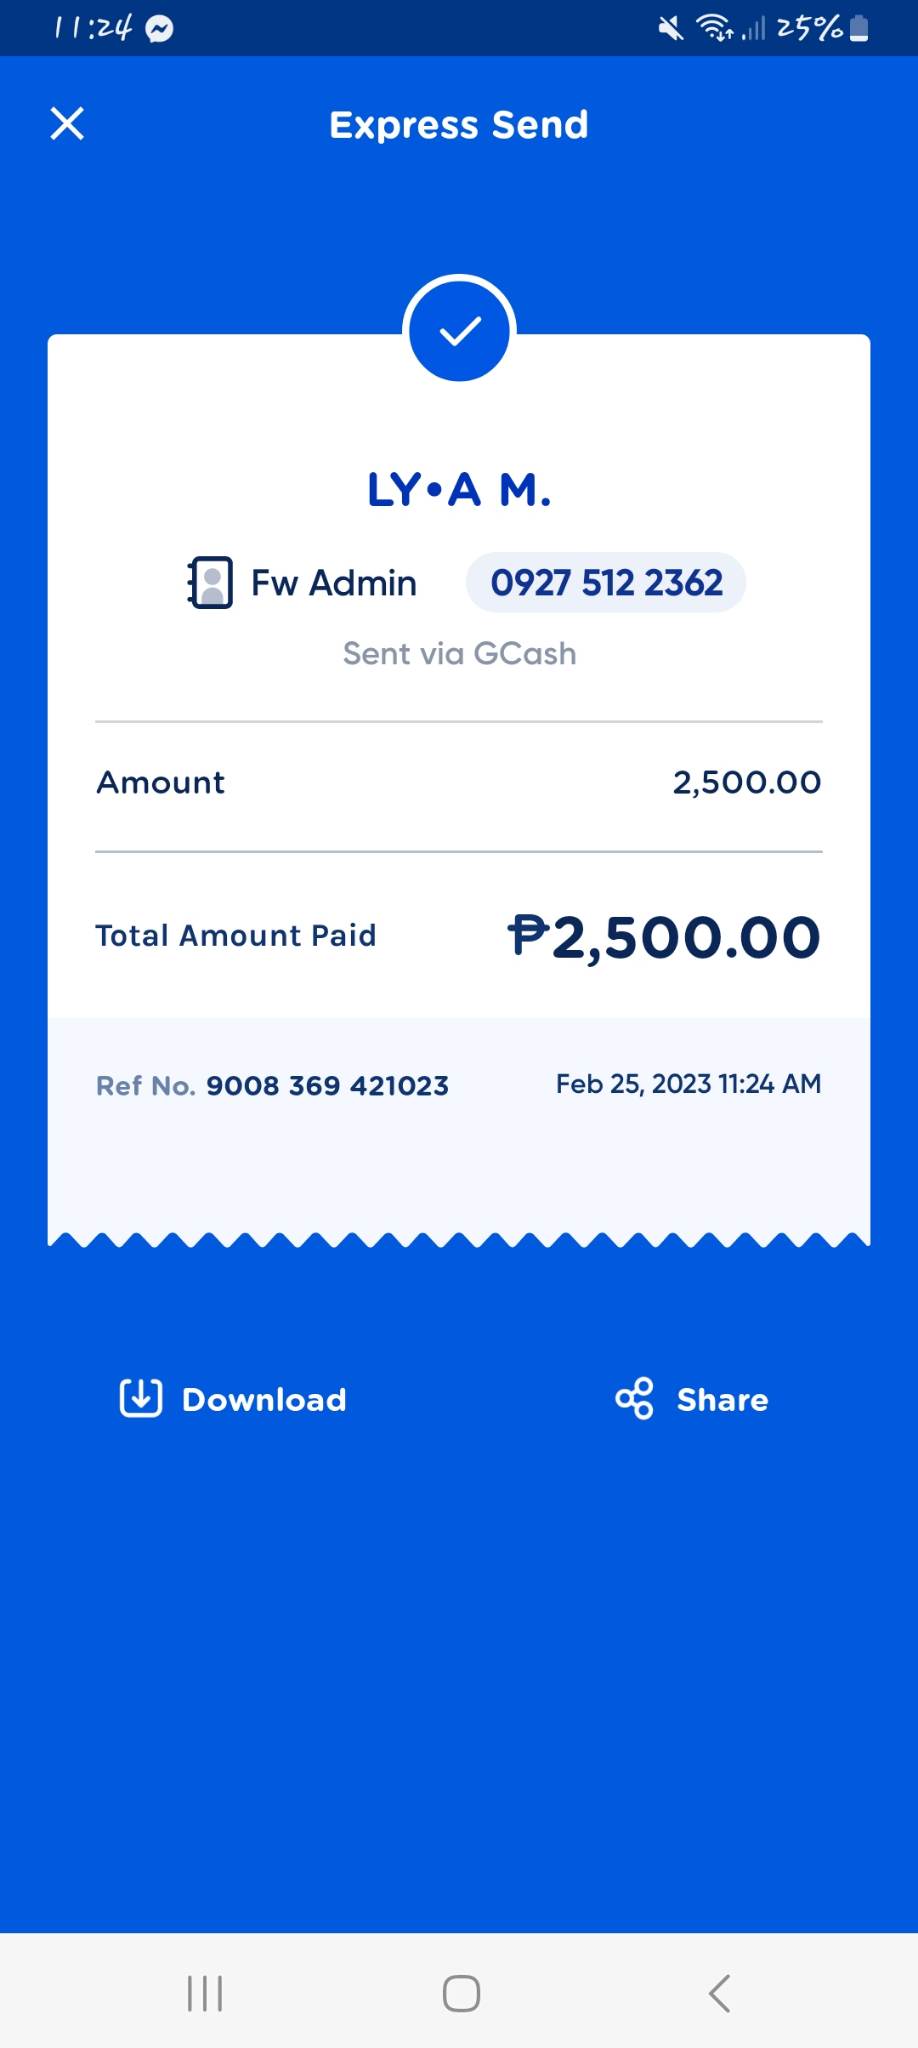 11:24 25%
Express Send
LY•A M.
Fw Admin 0927 512 2362
Sent via GCash
Amount 2,500.00
Total Amount Paid ₱2,500.00
Ref No. 9008 369 421023 Feb 25, 2023 11:24 AM
Download Share